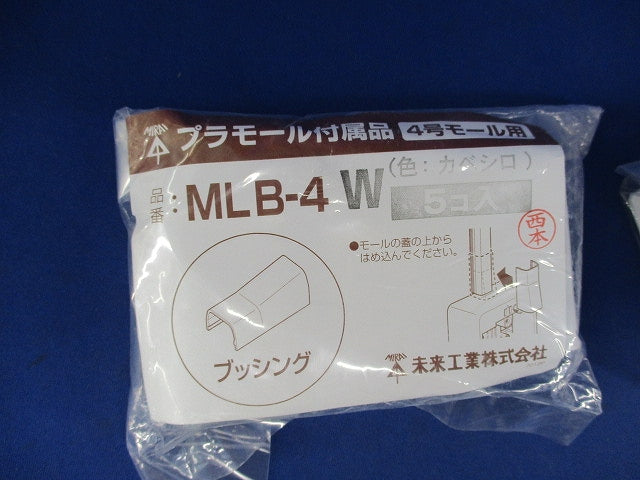 MIRAI プラモール付属品 4号モール用
(色: カベシロ)
品番: MLB-4 W
5コ入
西本
●モールの蓋の上から
はめ込んでください。
ブッシング
MIRAI 未来工業株式会社